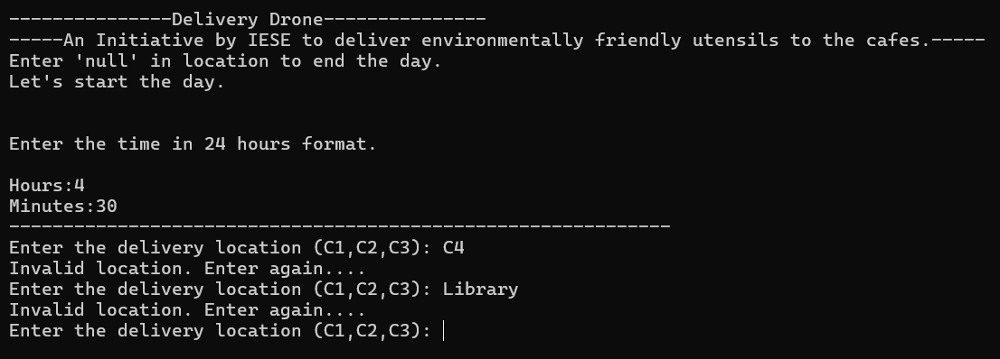 ---------------Delivery Drone---------------
-----An Initiative by IESE to deliver environmentally friendly utensils to the cafes.-----
Enter 'null' in location to end the day.
Let's start the day.
Enter the time in 24 hours format.
Hours:4
Minutes:30
-------------------------------------------------------------
Enter the delivery location (C1,C2,C3): C4
Invalid location. Enter again....
Enter the delivery location (C1,C2,C3): Library
Invalid location. Enter again....
Enter the delivery location (C1,C2,C3):